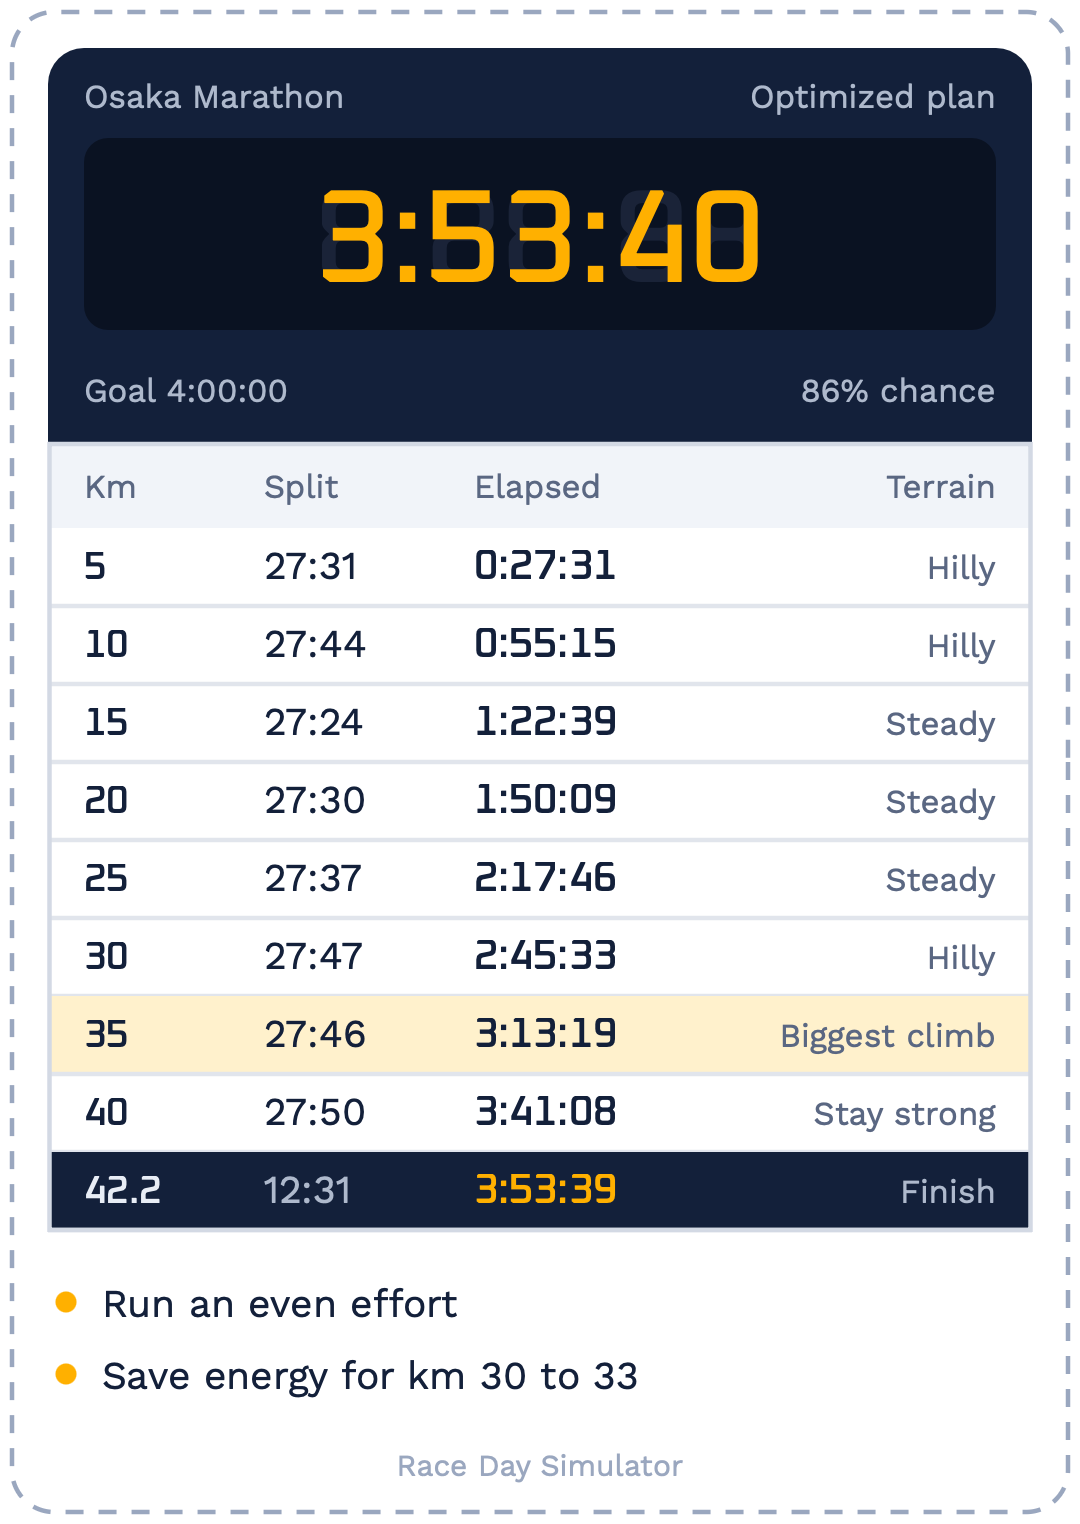 Osaka Marathon Optimized plan
3:53:40
Goal 4:00:00 86% chance
Km Split Elapsed Terrain
5 27:31 0:27:31 Hilly
10 27:44 0:55:15 Hilly
15 27:24 1:22:39 Steady
20 27:30 1:50:09 Steady
25 27:37 2:17:46 Steady
30 27:47 2:45:33 Hilly
35 27:46 3:13:19 Biggest climb
40 27:50 3:41:08 Stay strong
42.2 12:31 3:53:39 Finish
Run an even effort
Save energy for km 30 to 33
Race Day Simulator